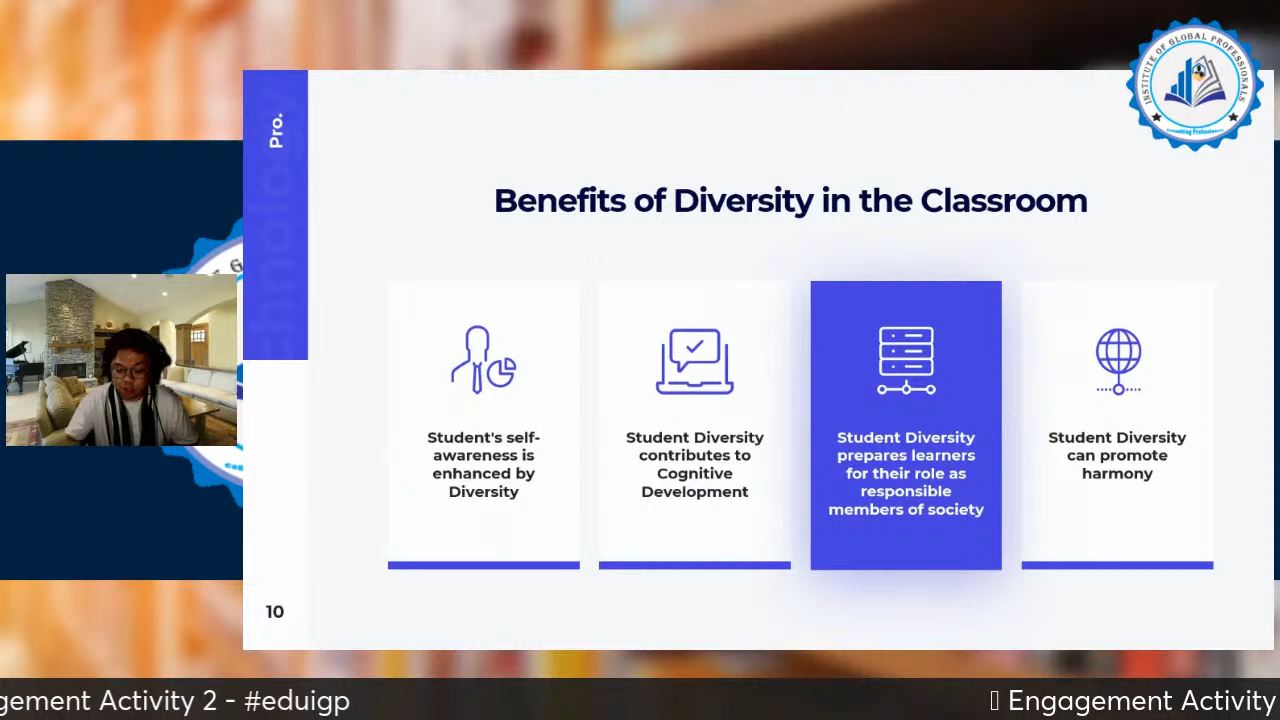 INSTITUTE OF GLOBAL PROFESSIONALS
Pro.
Benefits of Diversity in the Classroom
Student's self-
awareness is
enhanced by
Diversity
Student Diversity
contributes to
Cognitive
Development
Student Diversity
prepares learners
for their role as
responsible
members of society
Student Diversity
can promote
harmony
10
gement Activity 2 - #eduigp
Engagement Activity